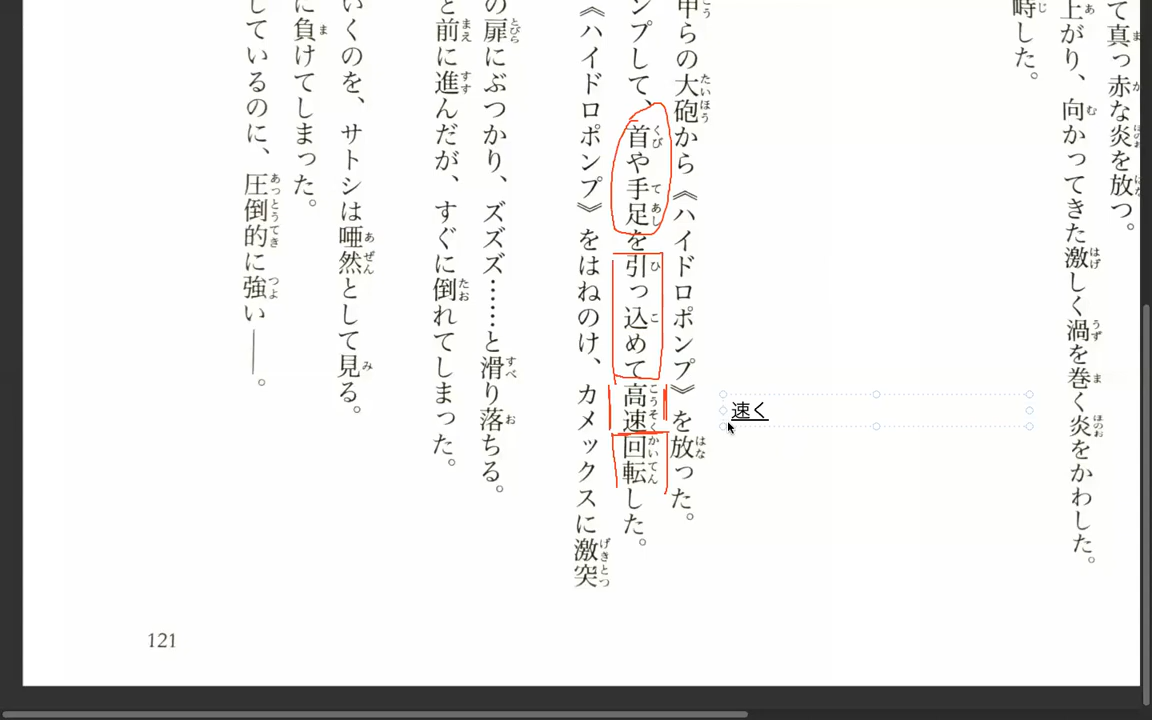 て真っ赤な炎を放つ。
上がり、向かってきた激しく渦を巻く炎をかわした。
時した。
甲らの大砲から《ハイドロポンプ》を放った。
ンプして、首や手足を引っ込めて高速回転した。
《ハイドロポンプ》をはねのけ、カメックスに激突
の扉にぶつかり、ズズズ……と滑り落ちる。
と前に進んだが、すぐに倒れてしまった。
いくのを、サトシは唖然として見る。
に負けてしまった。
しているのに、圧倒的に強い――。
速く
121